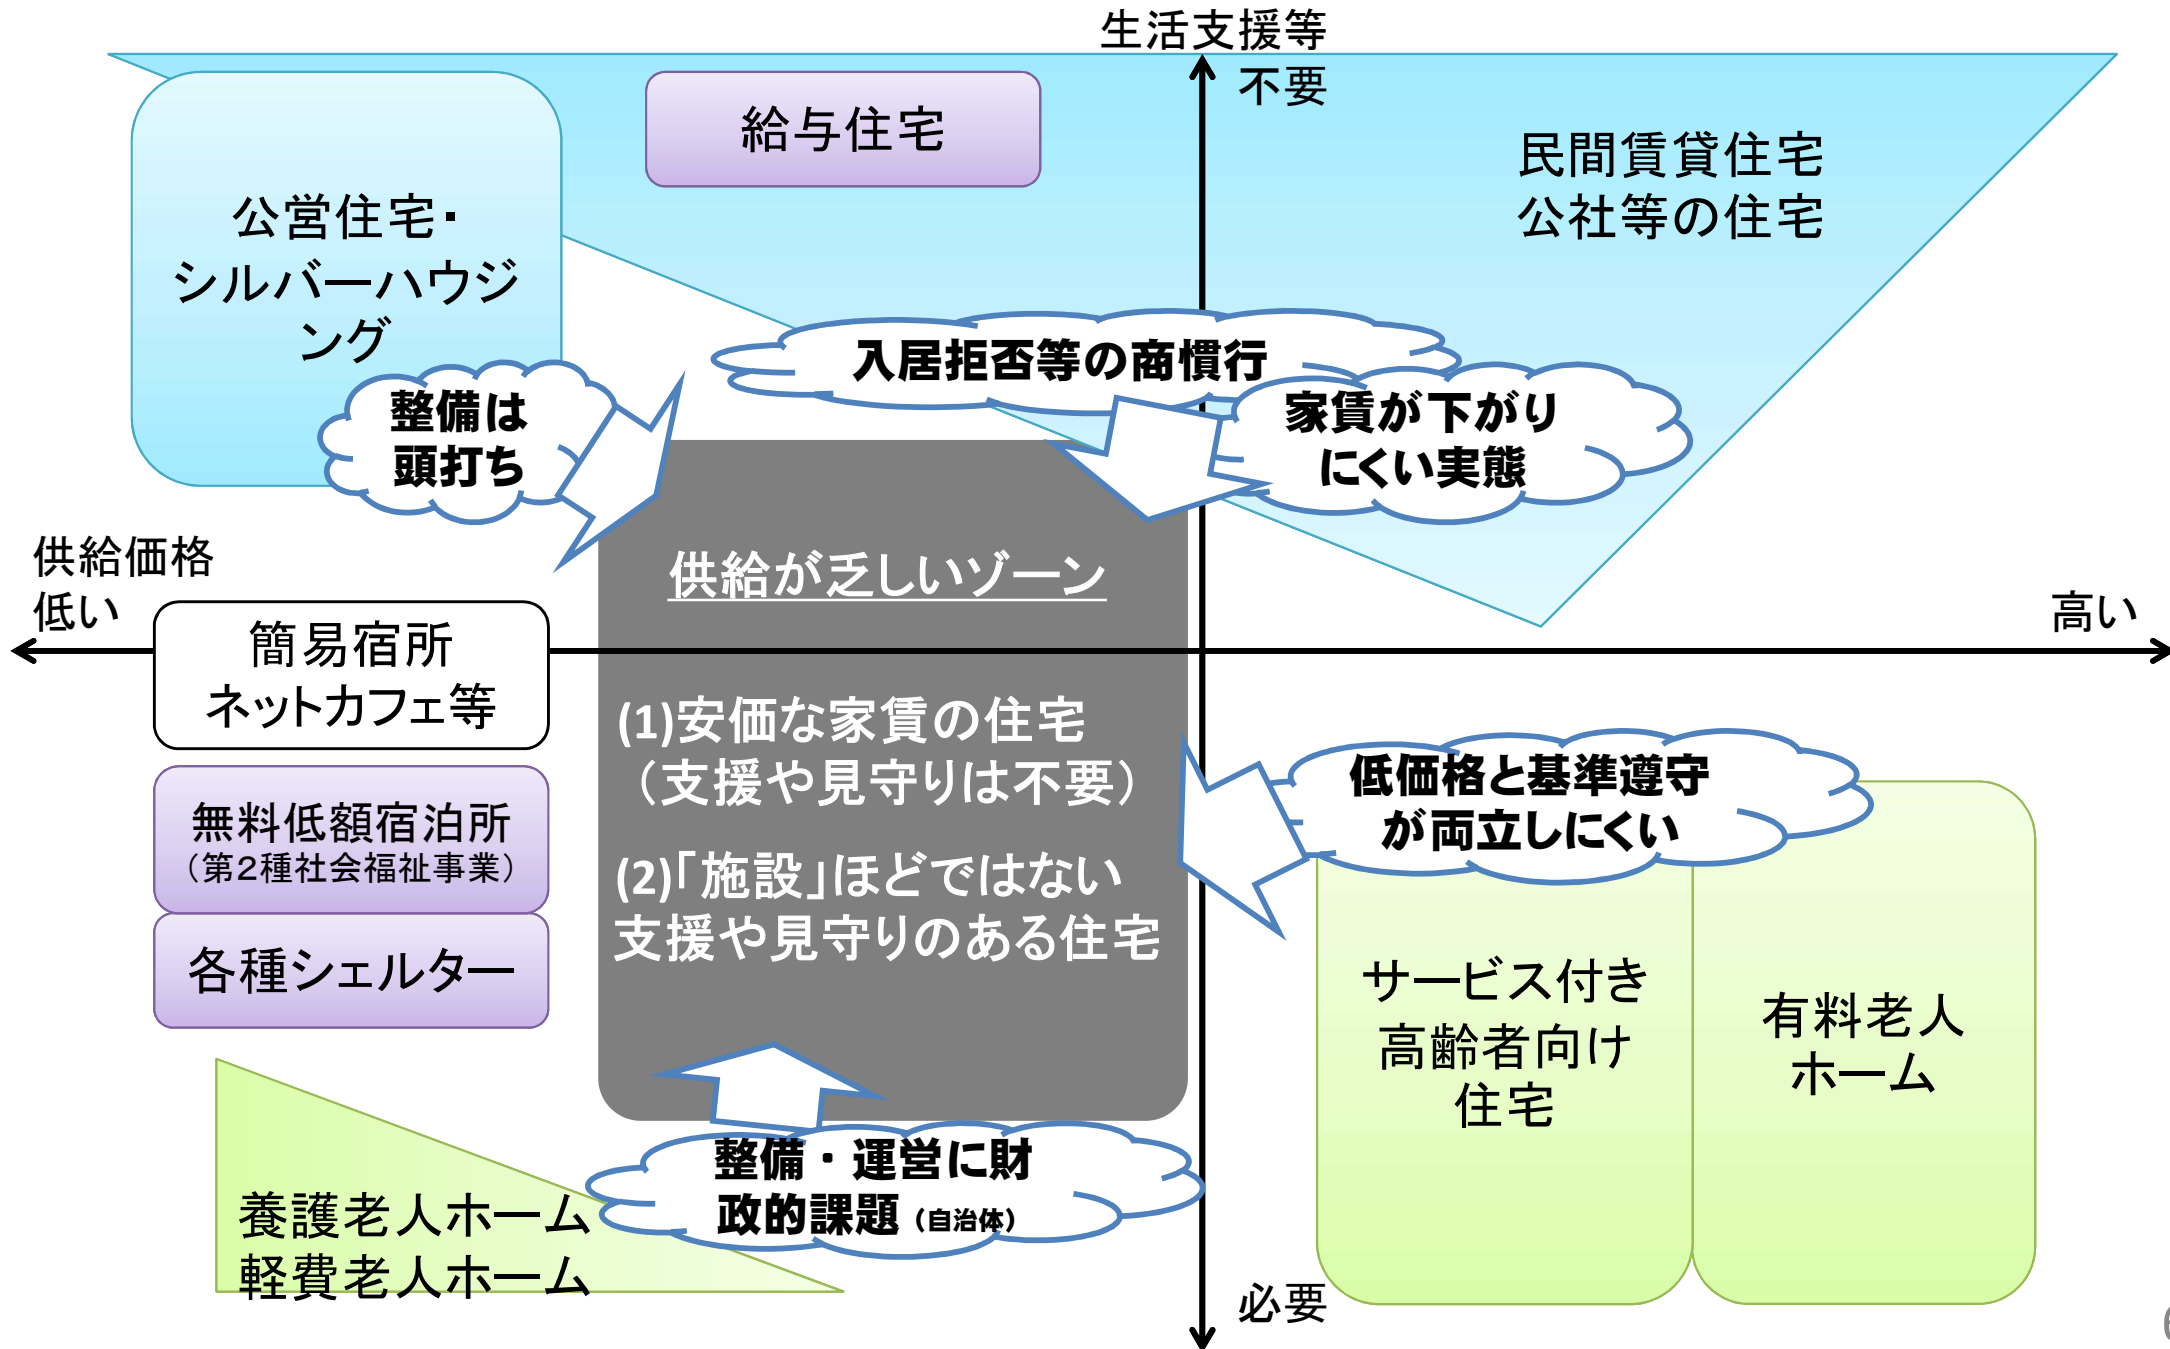 生活支援等
不要
給与住宅
民間賃貸住宅
公社等の住宅
公営住宅・
シルバーハウジ
ング
入居拒否等の商慣行
整備は
頭打ち
家賃が下がり
にくい実態
供給価格
低い
高い
供給が乏しいゾーン
簡易宿所
ネットカフェ等
(1)安価な家賃の住宅
（支援や見守りは不要）
(2)「施設」ほどではない
支援や見守りのある住宅
無料低額宿泊所
（第２種社会福祉事業）
各種シェルター
低価格と基準遵守
が両立しにくい
サービス付き
高齢者向け
住宅
有料老人
ホーム
整備・運営に財
政的課題（自治体）
養護老人ホーム
軽費老人ホーム
必要